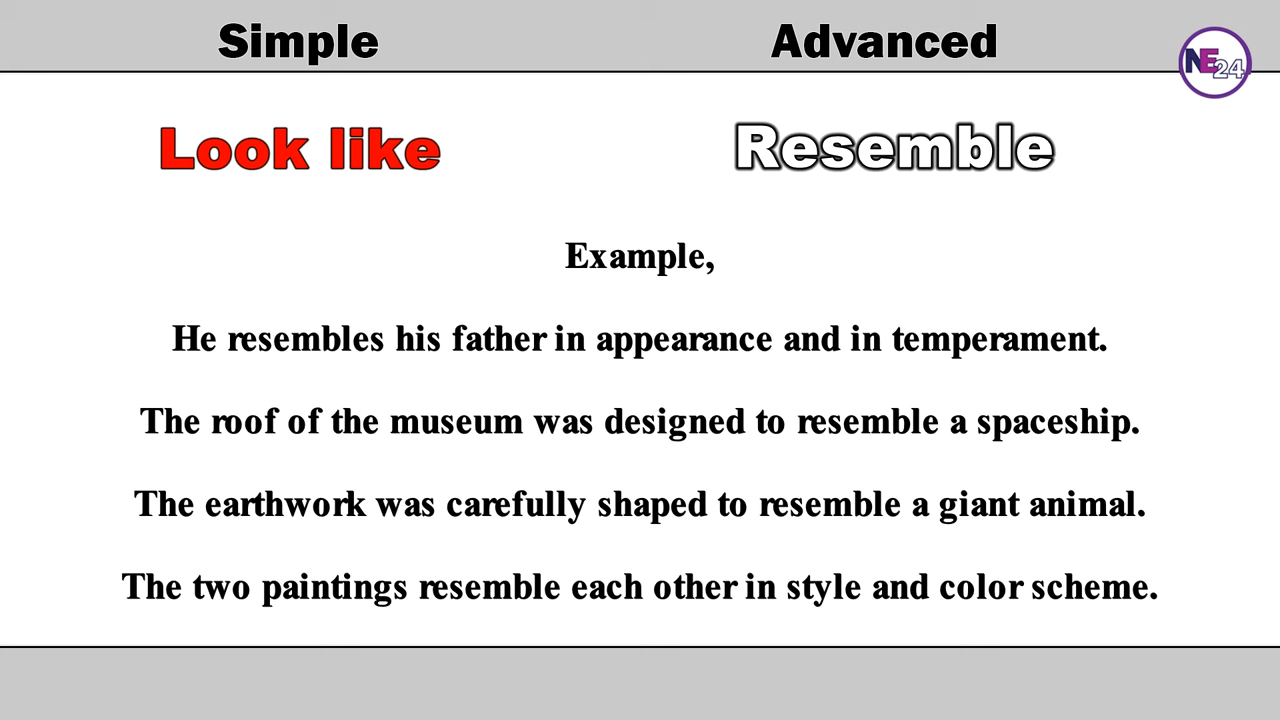 Simple Advanced
NE24
Look like Resemble
Example,
He resembles his father in appearance and in temperament.
The roof of the museum was designed to resemble a spaceship.
The earthwork was carefully shaped to resemble a giant animal.
The two paintings resemble each other in style and color scheme.